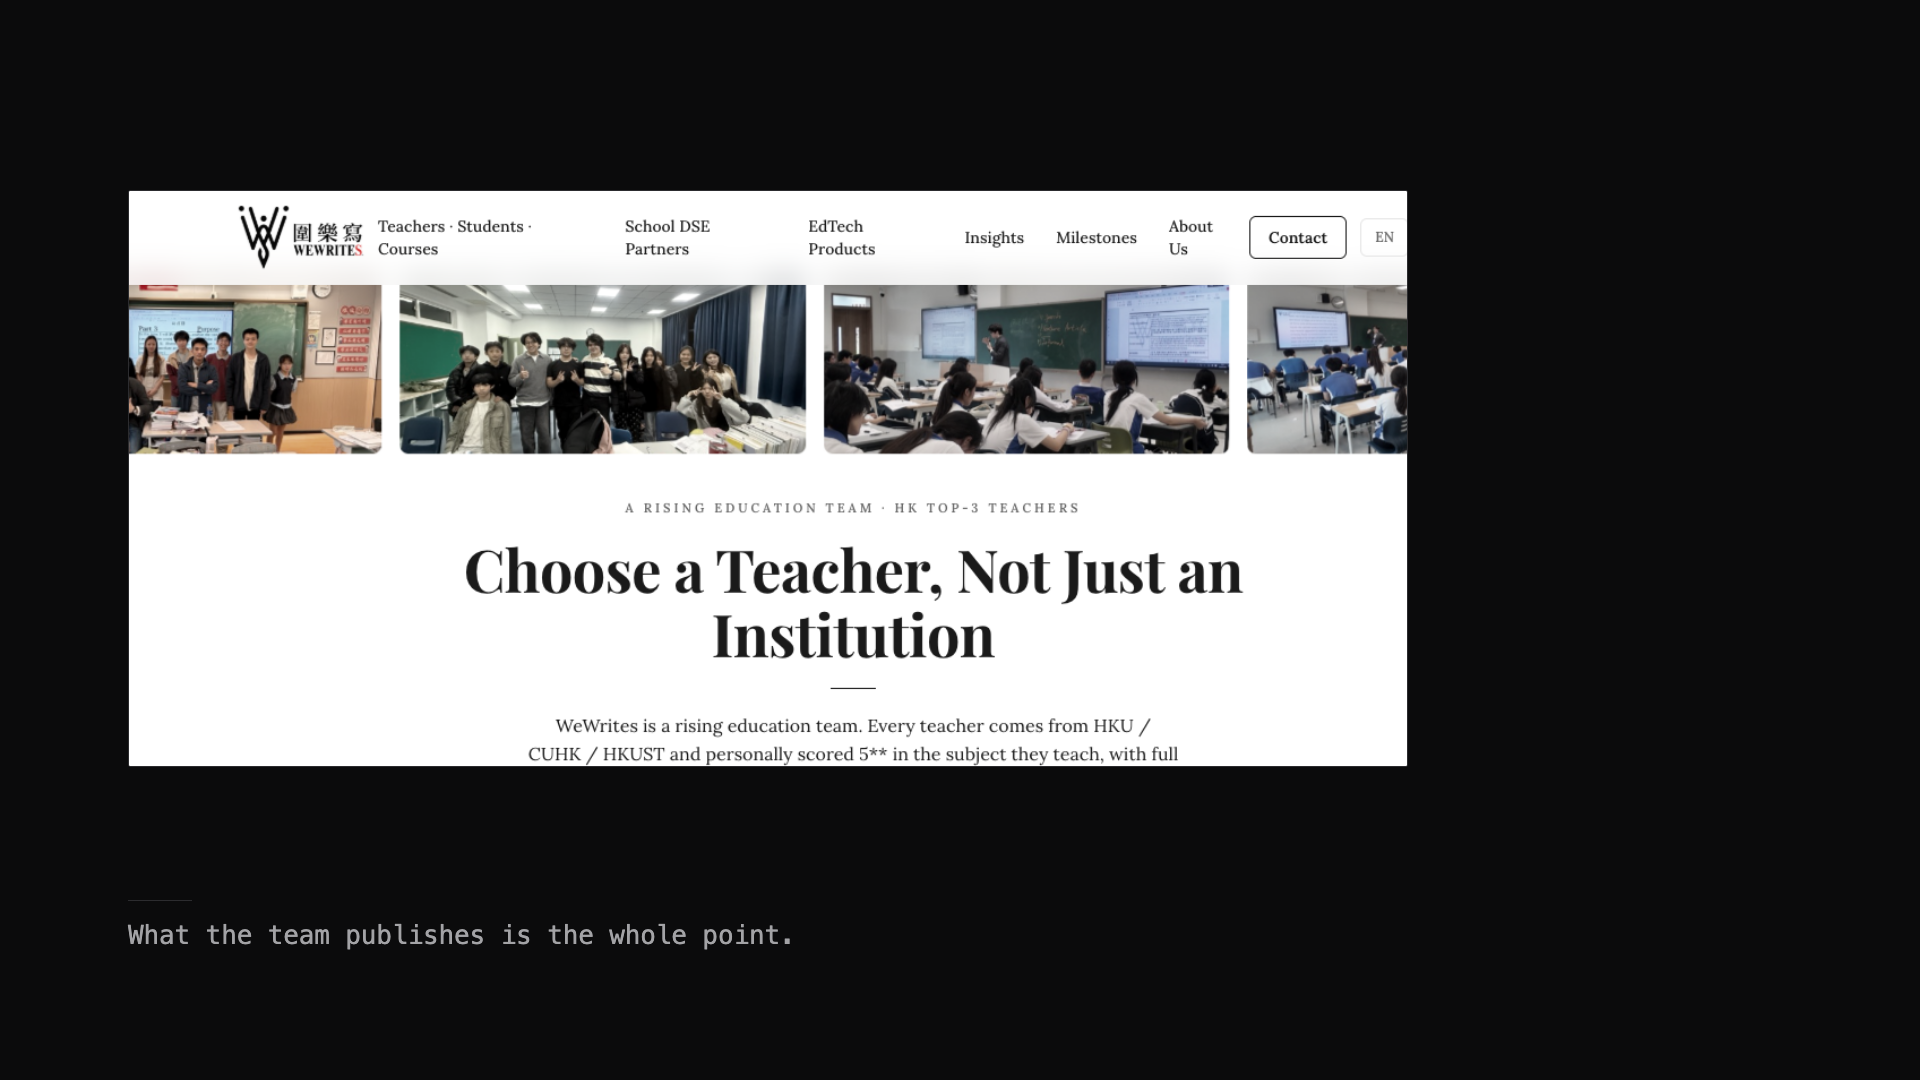 圍樂寫
WEWRITES
Teachers · Students ·
Courses
School DSE
Partners
EdTech
Products
Insights
Milestones
About
Us
Contact
EN
Part 3
Purpose
A RISING EDUCATION TEAM · HK TOP-3 TEACHERS
Choose a Teacher, Not Just an
Institution
WeWrites is a rising education team. Every teacher comes from HKU /
CUHK / HKUST and personally scored 5** in the subject they teach, with full
What the team publishes is the whole point.